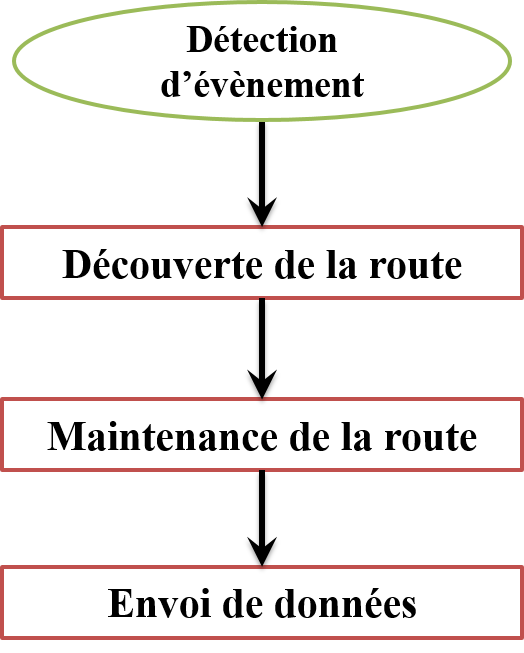 Détection
d’évènement
Découverte de la route
Maintenance de la route
Envoi de données